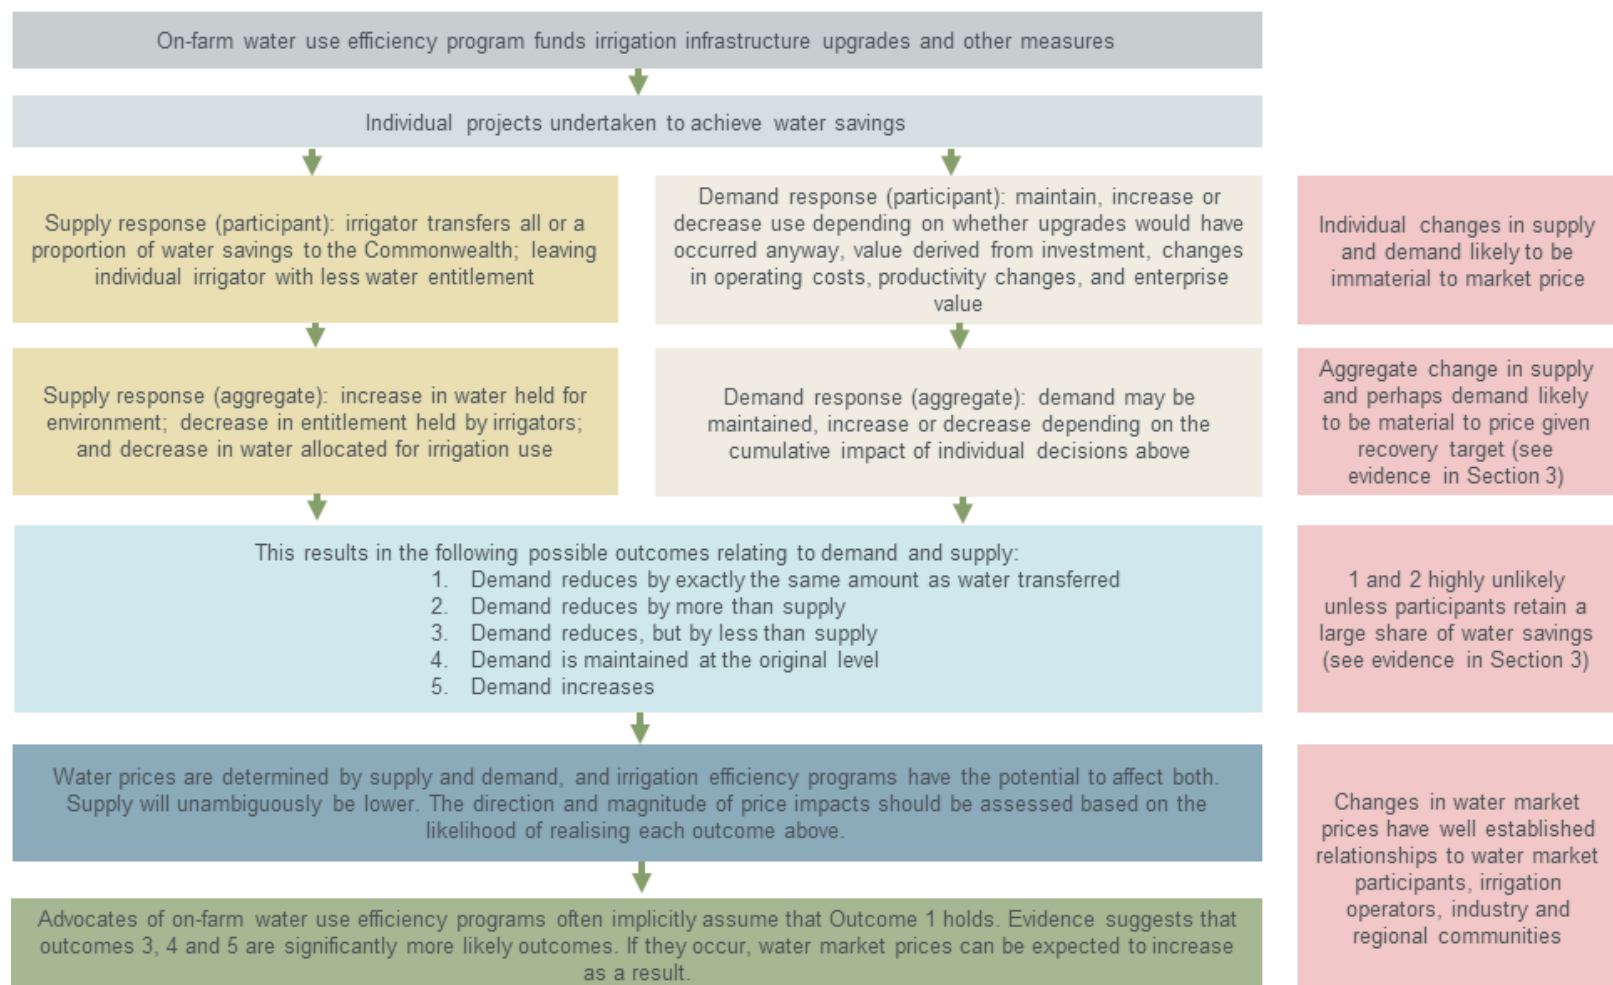 On-farm water use efficiency program funds irrigation infrastructure upgrades and other measures
Individual projects undertaken to achieve water savings
Supply response (participant): irrigator transfers all or a
proportion of water savings to the Commonwealth; leaving
individual irrigator with less water entitlement
Demand response (participant): maintain, increase or
decrease use depending on whether upgrades would have
occurred anyway, value derived from investment, changes
in operating costs, productivity changes, and enterprise
value
Individual changes in supply
and demand likely to be
immaterial to market price
Supply response (aggregate): increase in water held for
environment; decrease in entitlement held by irrigators;
and decrease in water allocated for irrigation use
Demand response (aggregate): demand may be
maintained, increase or decrease depending on the
cumulative impact of individual decisions above
Aggregate change in supply
and perhaps demand likely
to be material to price given
recovery target (see
evidence in Section 3)
This results in the following possible outcomes relating to demand and supply:
1. Demand reduces by exactly the same amount as water transferred
2. Demand reduces by more than supply
3. Demand reduces, but by less than supply
4. Demand is maintained at the original level
5. Demand increases
1 and 2 highly unlikely
unless participants retain a
large share of water savings
(see evidence in Section 3)
Water prices are determined by supply and demand, and irrigation efficiency programs have the potential to affect both.
Supply will unambiguously be lower. The direction and magnitude of price impacts should be assessed based on the
likelihood of realising each outcome above.
Changes in water market
prices have well established
relationships to water market
participants, irrigation
operators, industry and
regional communities
Advocates of on-farm water use efficiency programs often implicitly assume that Outcome 1 holds. Evidence suggests that
outcomes 3, 4 and 5 are significantly more likely outcomes. If they occur, water market prices can be expected to increase
as a result.